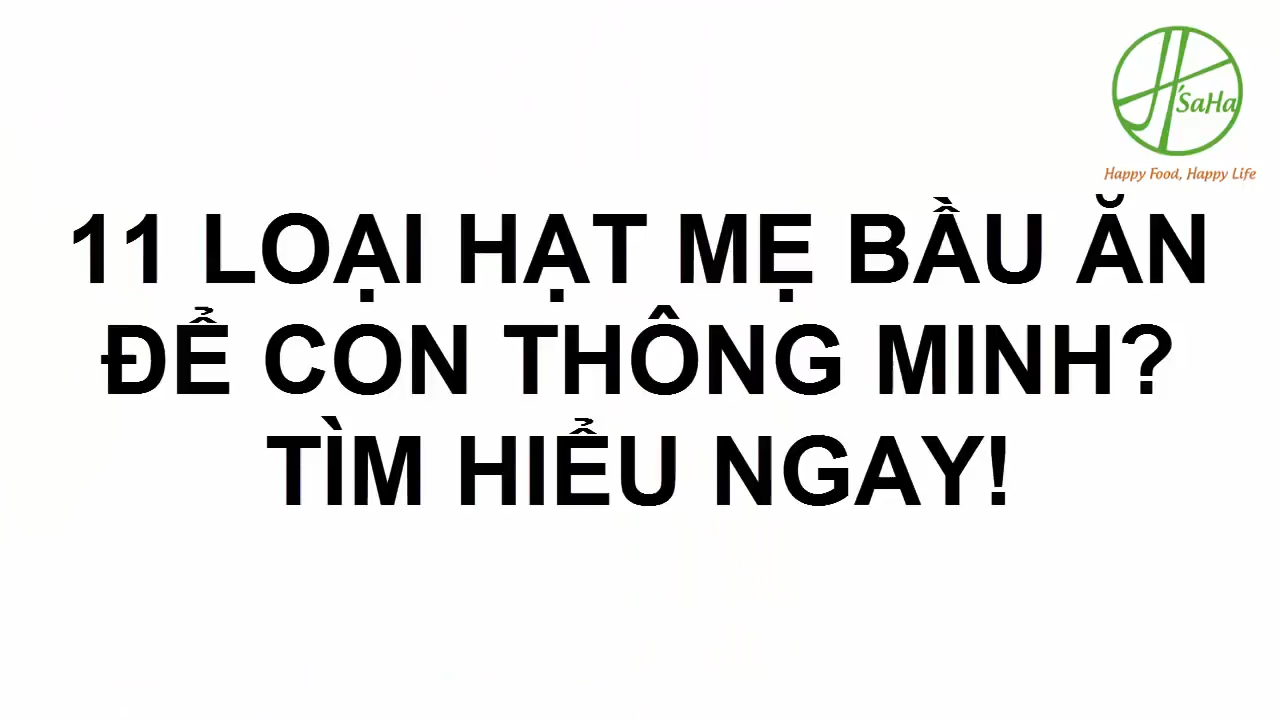 H'SaHa
Happy Food, Happy Life
11 LOẠI HẠT MẸ BẦU ĂN
ĐỂ CON THÔNG MINH?
TÌM HIỂU NGAY!